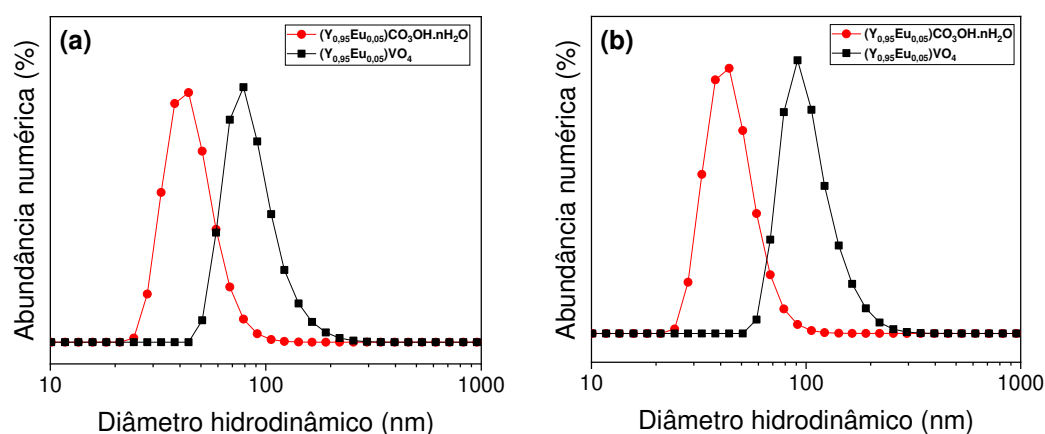 (a)
(Y0,95Eu0,05)CO3OH.nH2O
(Y0,95Eu0,05)VO4
Abundância numérica (%)
10 100 1000
Diâmetro hidrodinâmico (nm)
(b)
(Y0,95Eu0,05)CO3OH.nH2O
(Y0,95Eu0,05)VO4
Abundância numérica (%)
10 100 1000
Diâmetro hidrodinâmico (nm)